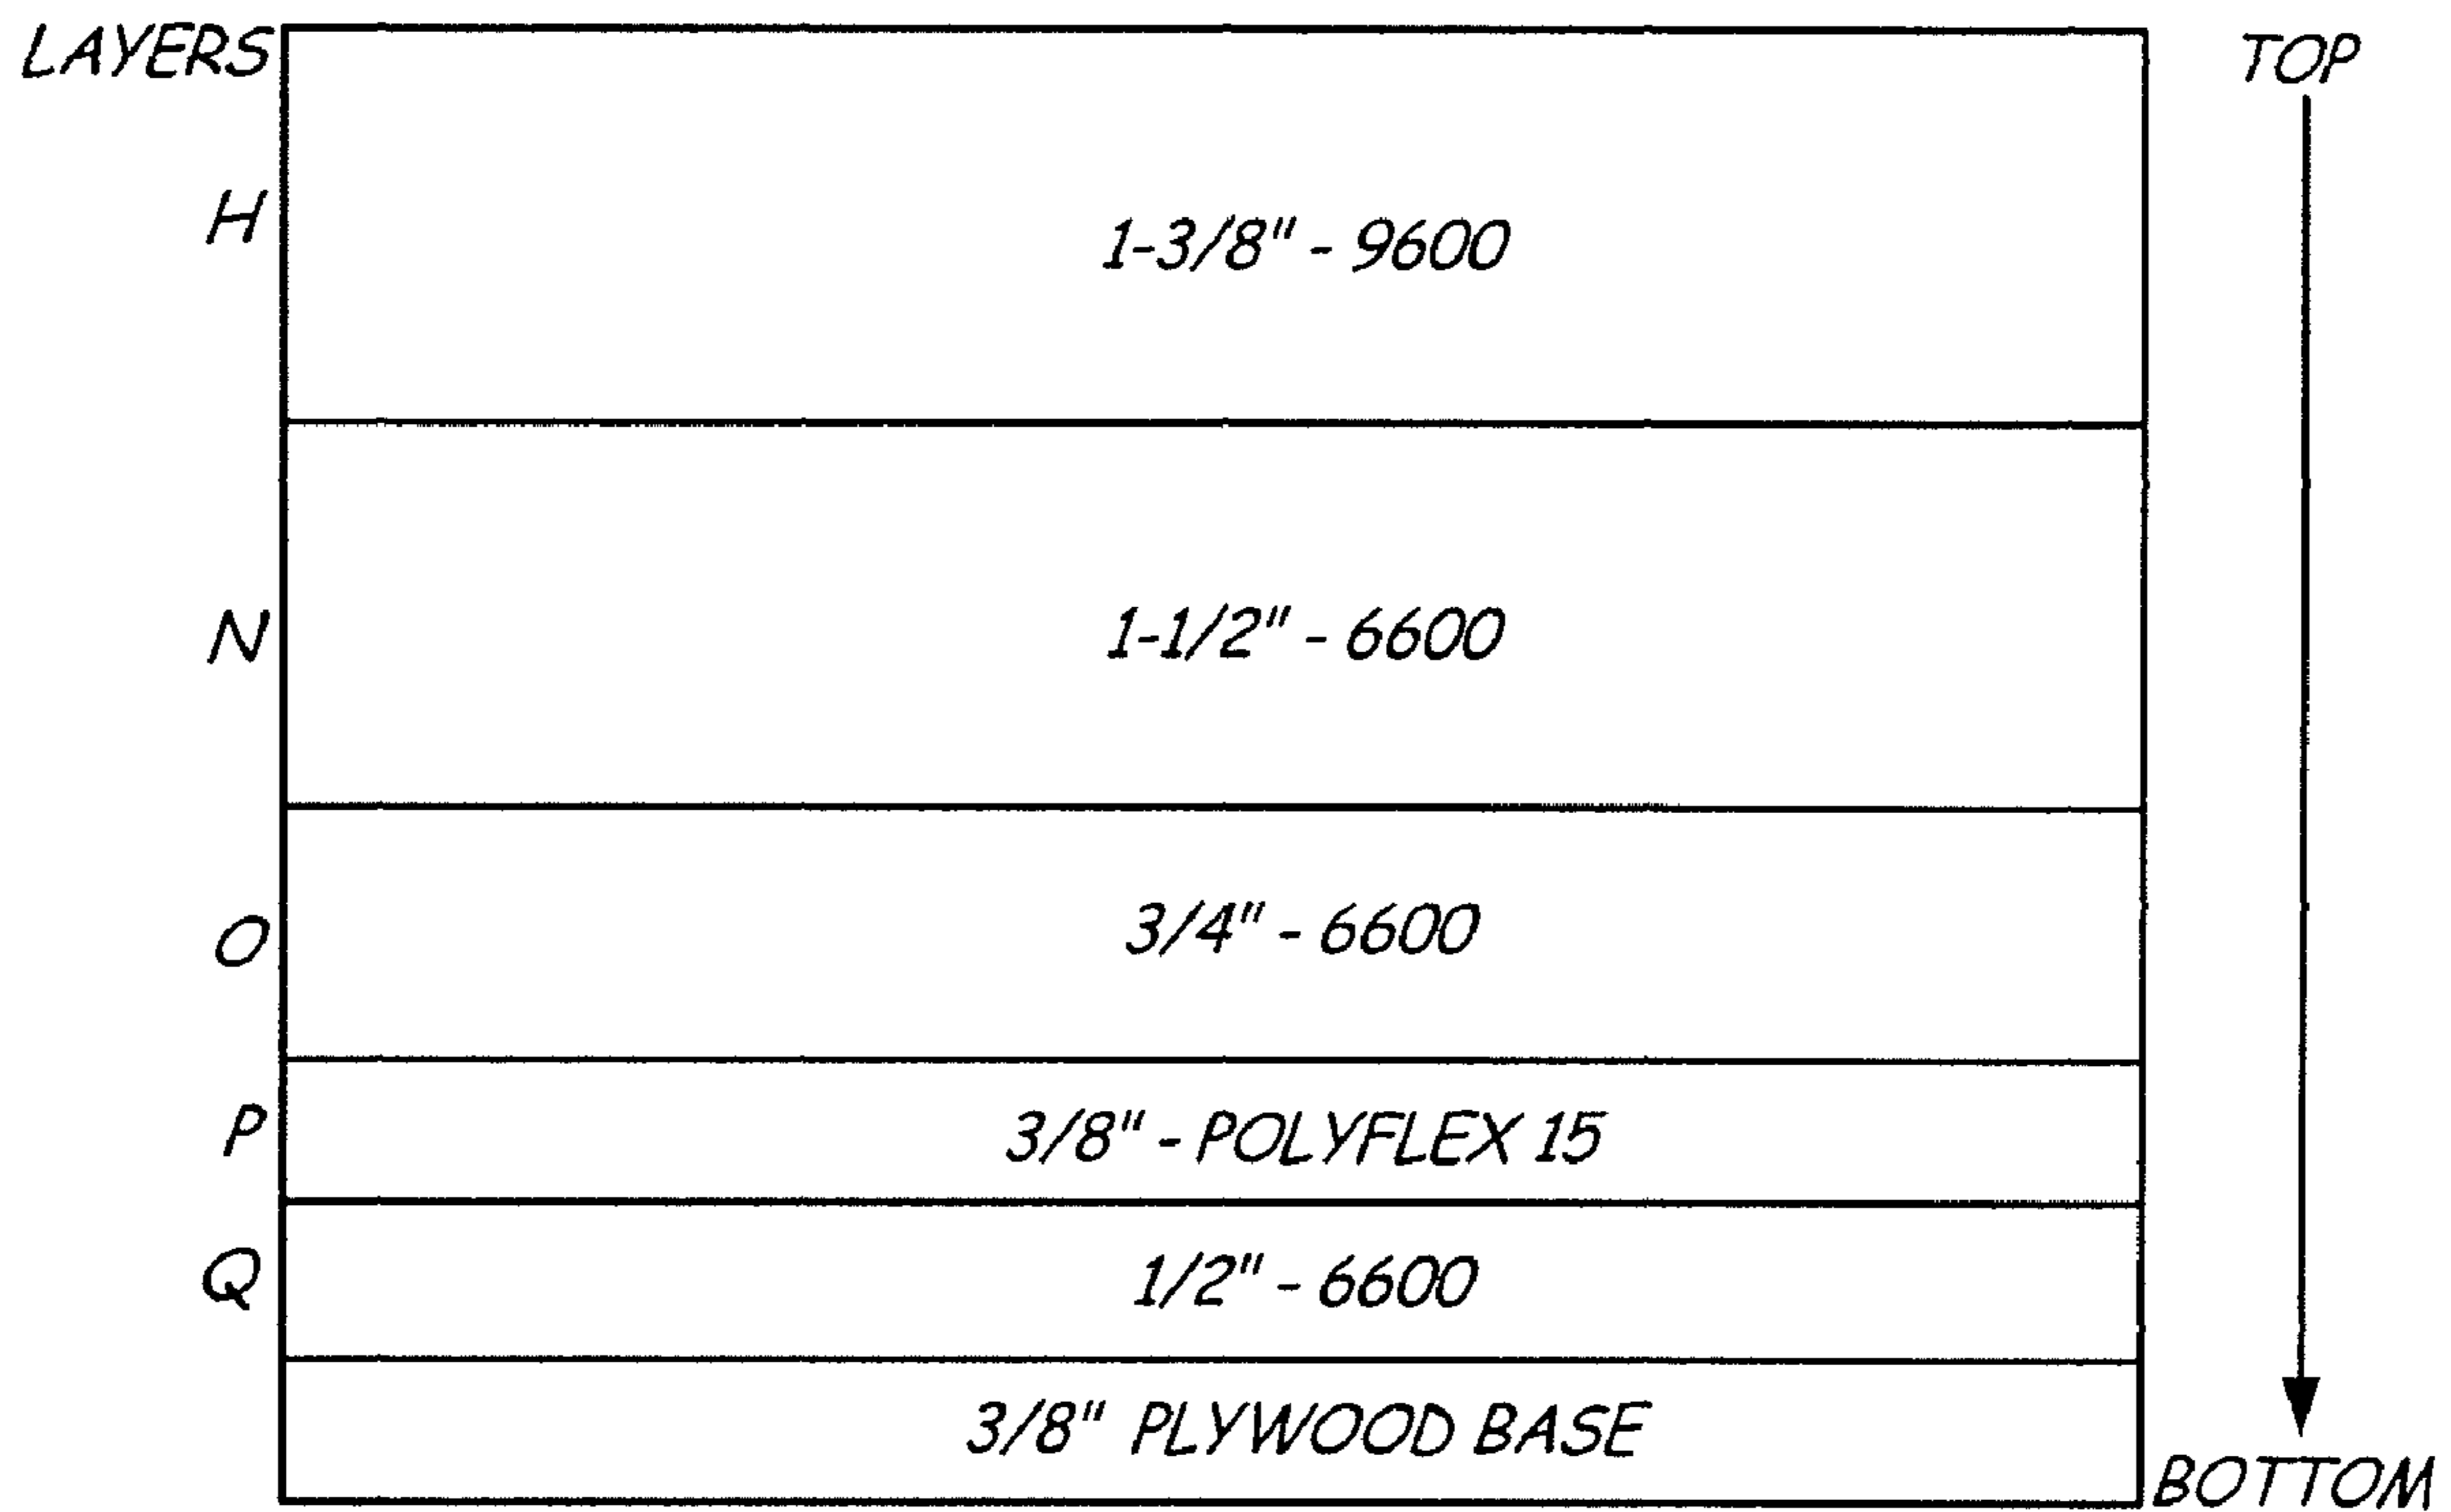 LAYERS
TOP
H
1-3/8" - 9600
N
1-1/2" - 6600
O
3/4" - 6600
P
3/8" - POLYFLEX 15
Q
1/2" - 6600
3/8" PLYWOOD BASE
BOTTOM